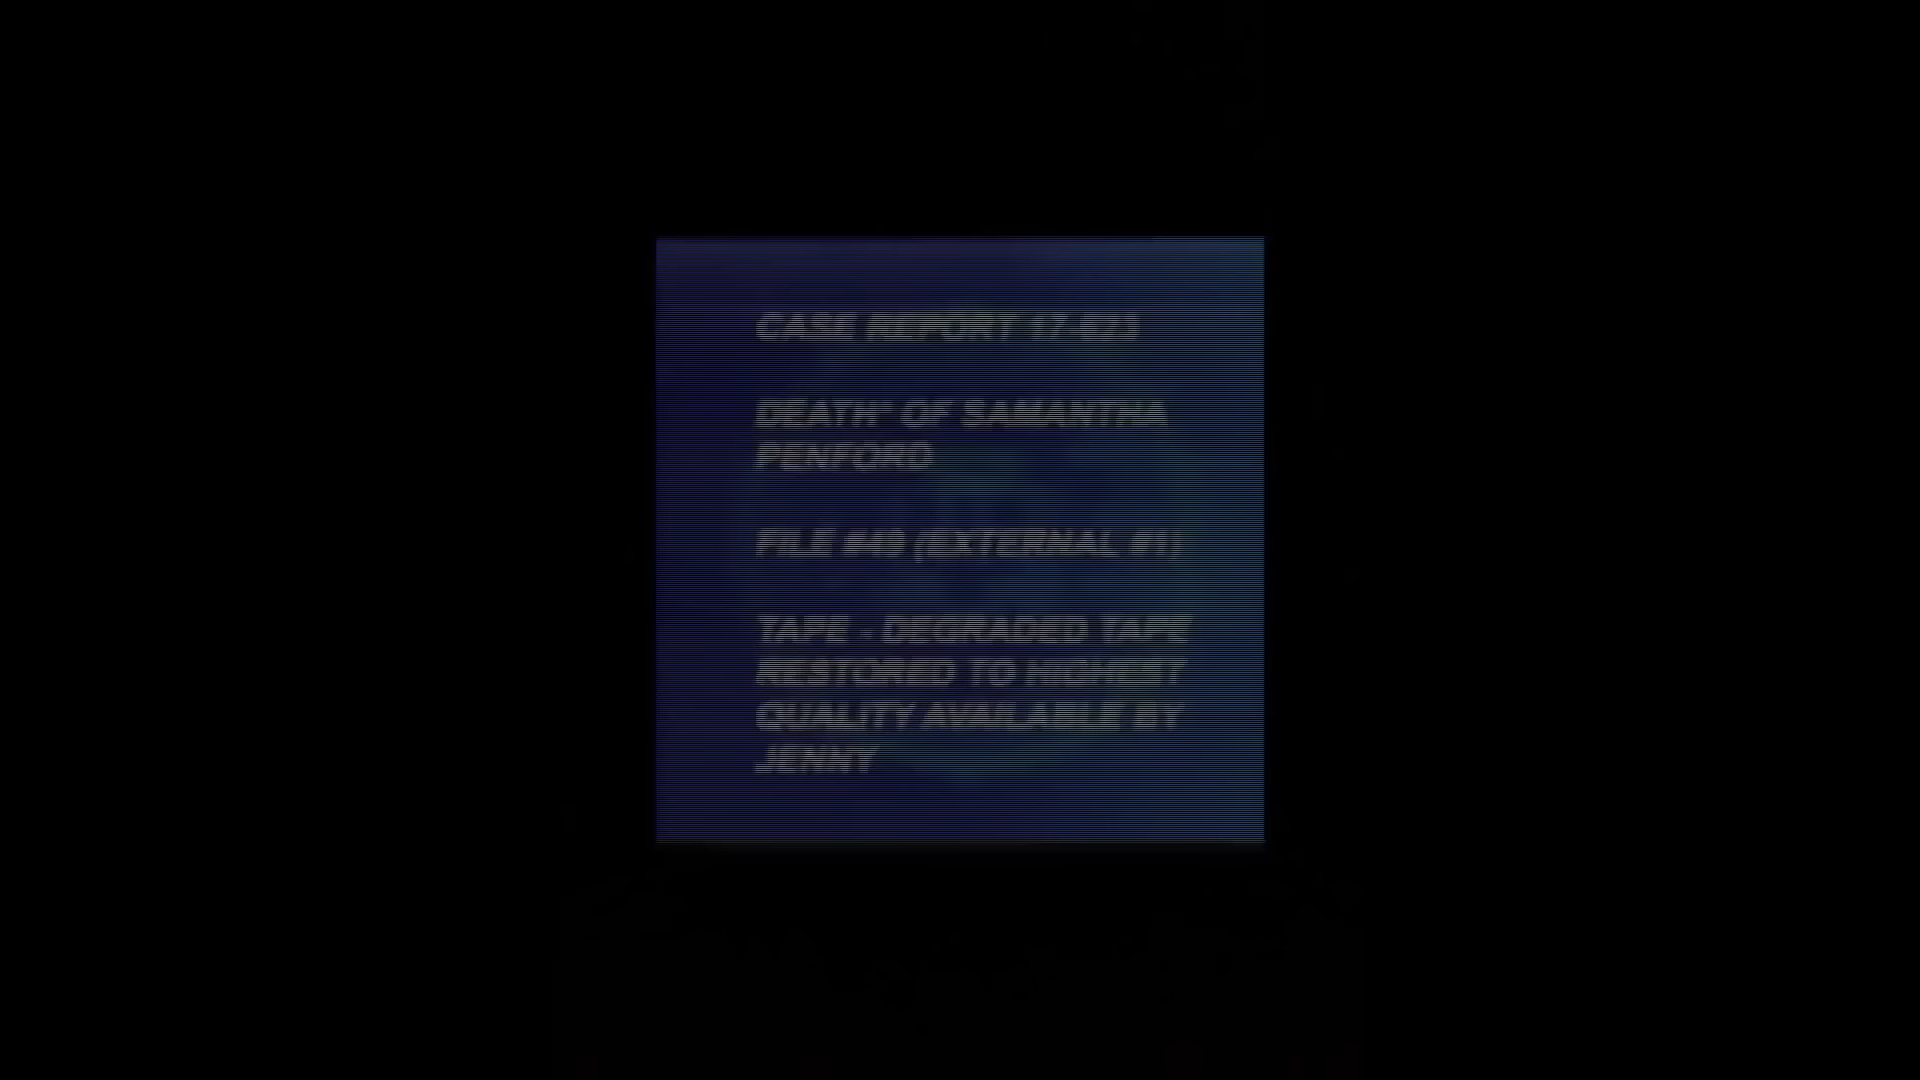 CASE REPORT 17-623
DEATH* OF SAMANTHA
PENFORD
FILE #49 (EXTERNAL #1)
TAPE - DEGRADED TAPE
RESTORED TO HIGHEST
QUALITY AVAILABLE BY
JENNY